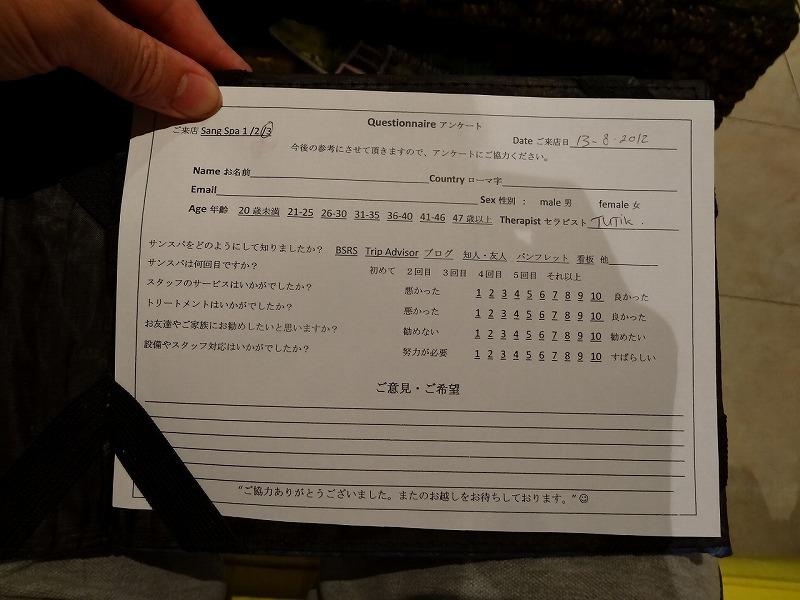 Questionnaire アンケート
ご来店 Sang Spa 1 /2 /3
Date ご来店日 13-8-2012
今後の参考にさせて頂きますので、アンケートにご協力ください。
Name お名前 Country ローマ字
Email Sex 性別 : male 男 female 女
Age 年齢 20 歳未満 21-25 26-30 31-35 36-40 41-46 47 歳以上 Therapist セラピスト TUTIK.
サンスパをどのようにして知りましたか? BSRS Trip Advisor ブログ 知人・友人 パンフレット 看板 他
サンスパは何回目ですか? 初めて 2回目 3回目 4回目 5回目 それ以上
スタッフのサービスはいかがでしたか? 悪かった 1 2 3 4 5 6 7 8 9 10 良かった
トリートメントはいかがでしたか? 悪かった 1 2 3 4 5 6 7 8 9 10 良かった
お友達やご家族にお勧めしたいと思いますか? 勧めない 1 2 3 4 5 6 7 8 9 10 勧めたい
設備やスタッフ対応はいかがでしたか? 努力が必要 1 2 3 4 5 6 7 8 9 10 すばらしい
ご意見・ご希望
"ご協力ありがとうございました。またのお越しをお待ちしております。" ☺